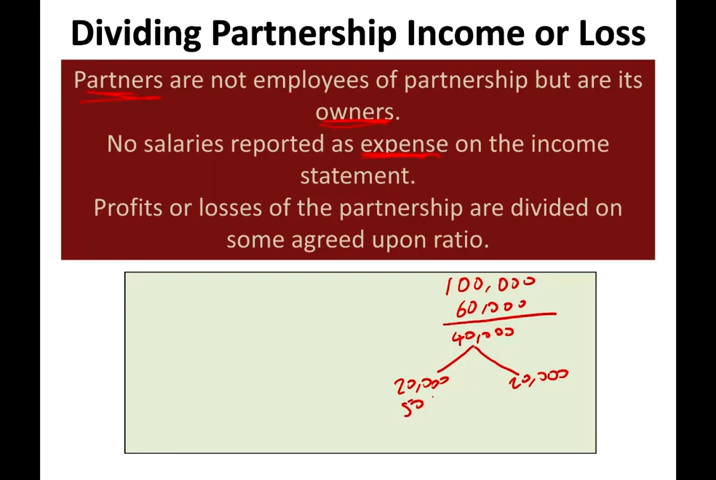 Dividing Partnership Income or Loss
Partners are not employees of partnership but are its
owners.
No salaries reported as expense on the income
statement.
Profits or losses of the partnership are divided on
some agreed upon ratio.
100,000
60,000
40,000
20,000 20,000